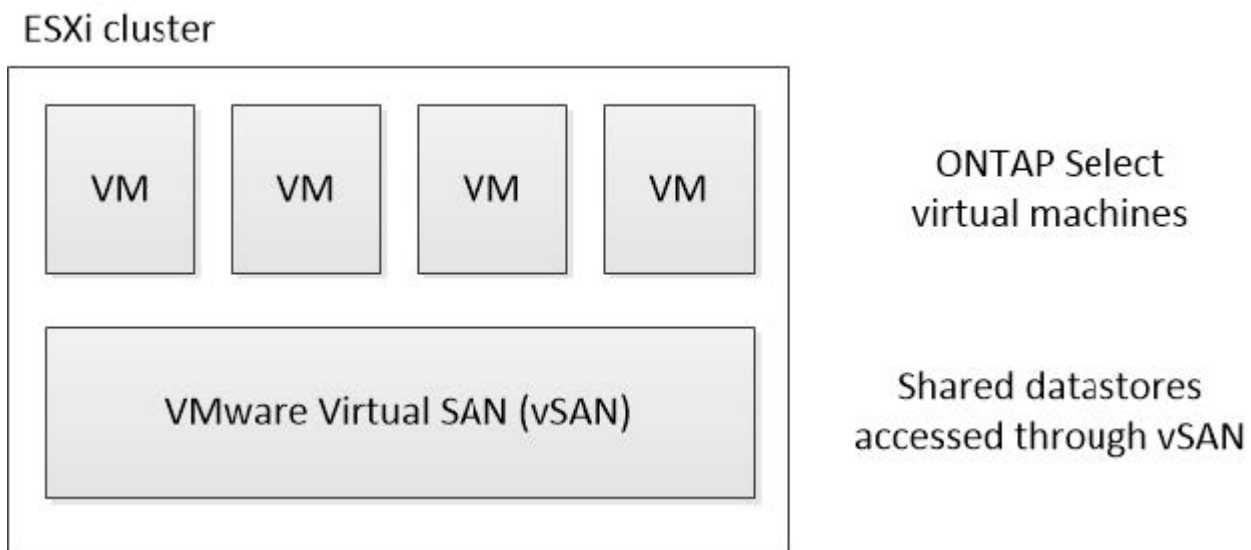 ESXi cluster
VM
VM
VM
VM
ONTAP Select
virtual machines
VMware Virtual SAN (vSAN)
Shared datastores
accessed through vSAN